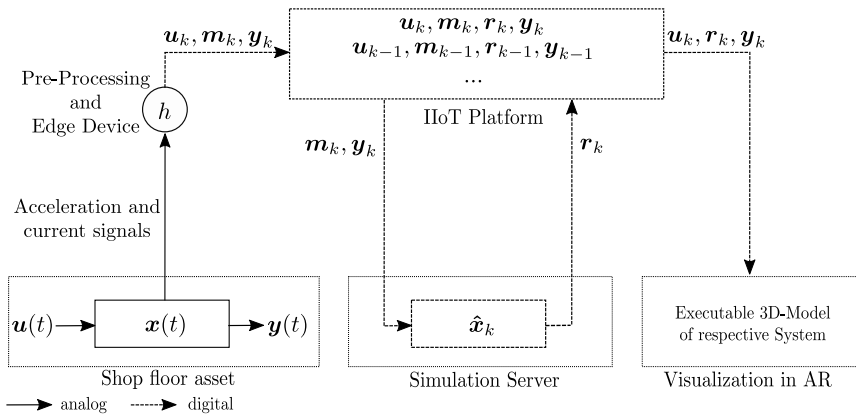 u_k, m_k, y_k
u_k, m_k, r_k, y_k
u_{k-1}, m_{k-1}, r_{k-1}, y_{k-1}
...
u_k, r_k, y_k
Pre-Processing
and
Edge Device
h
IIoT Platform
m_k, y_k
r_k
Acceleration and
current signals
u(t)
x(t)
y(t)
x̂_k
Executable 3D-Model
of respective System
Shop floor asset
Simulation Server
Visualization in AR
analog
digital